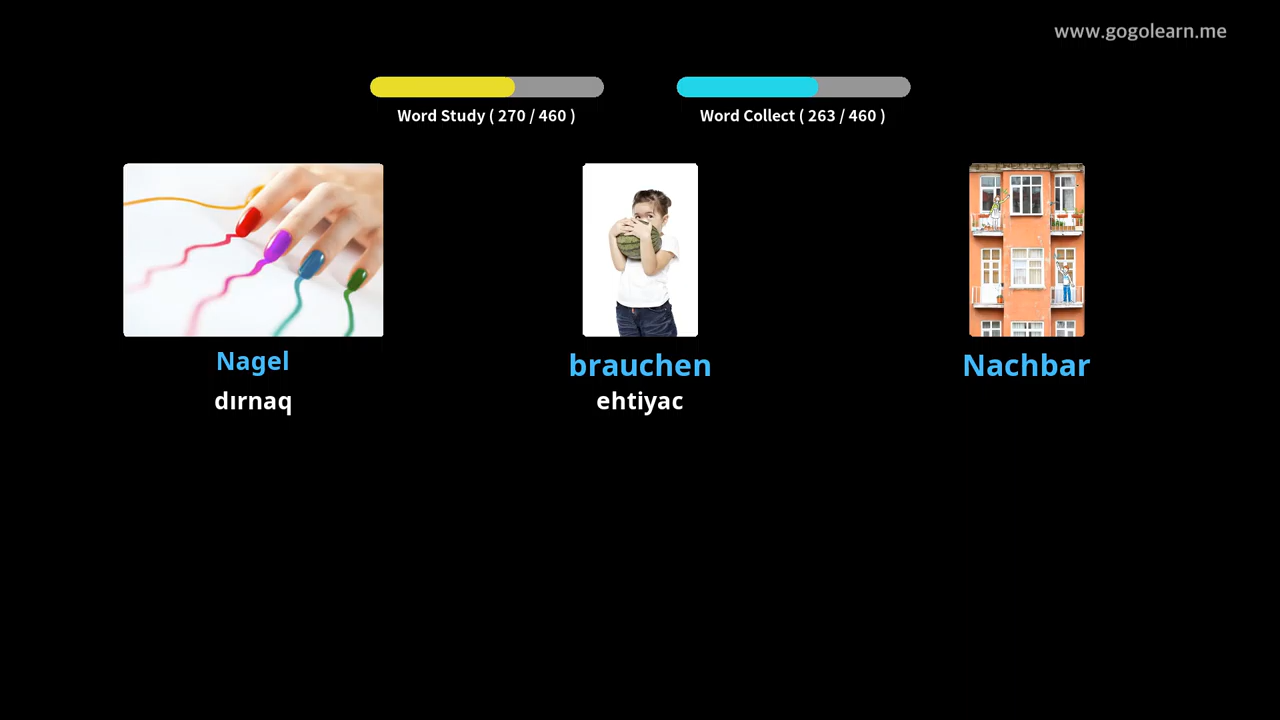 www.gogolearn.me
Word Study ( 270 / 460 )
Word Collect ( 263 / 460 )
Nagel
dırnaq
brauchen
ehtiyac
Nachbar